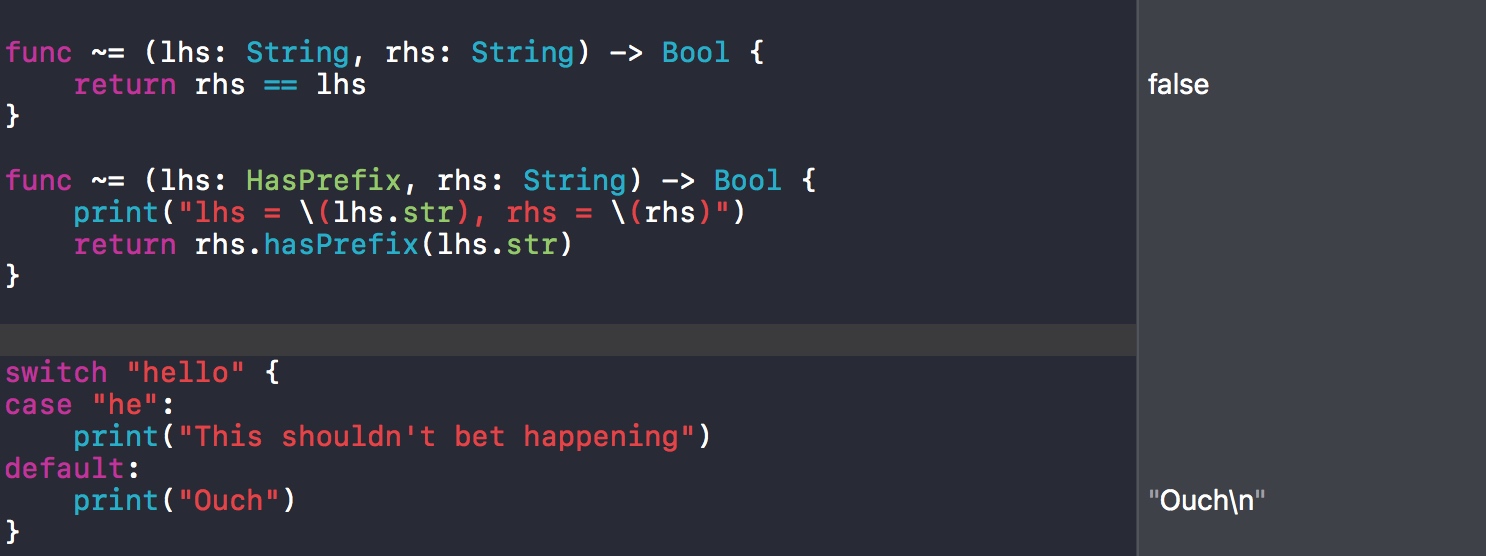 func ~= (lhs: String, rhs: String) -> Bool {
    return rhs == lhs
false
}
func ~= (lhs: HasPrefix, rhs: String) -> Bool {
    print("lhs = \(lhs.str), rhs = \(rhs)")
    return rhs.hasPrefix(lhs.str)
}
switch "hello" {
case "he":
    print("This shouldn't bet happening")
default:
    print("Ouch")
"Ouch\n"
}